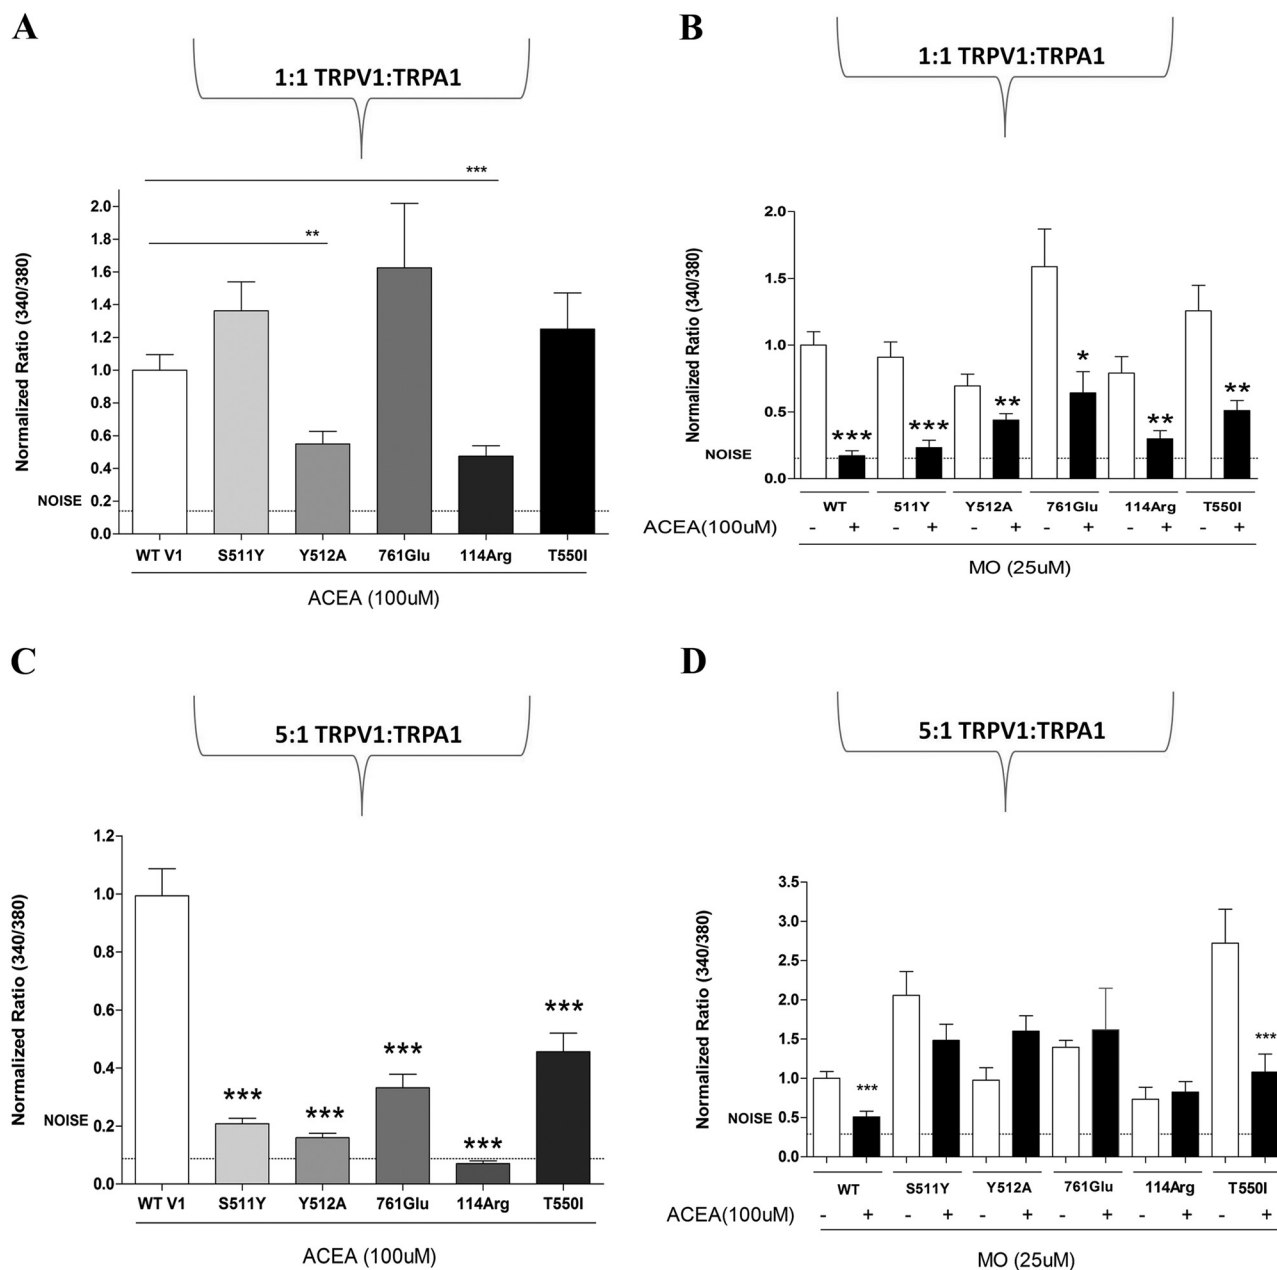 A
1:1 TRPV1:TRPA1
***
**
Normalized Ratio (340/380)
2.0
1.8
1.6
1.4
1.2
1.0
0.8
0.6
0.4
0.2
0.0
NOISE
WT V1 S511Y Y512A 761Glu 114Arg T550I
ACEA (100uM)
B
1:1 TRPV1:TRPA1
Normalized Ratio (340/380)
2.0
1.5
1.0
0.5
0.0
NOISE
*** *** ** * ** **
WT 511Y Y512A 761Glu 114Arg T550I
ACEA(100uM) - + - + - + - + - + - +
MO (25uM)
C
5:1 TRPV1:TRPA1
Normalized Ratio (340/380)
1.2
1.0
0.8
0.6
0.4
0.2
0.0
NOISE
*** *** *** *** ***
WT V1 S511Y Y512A 761Glu 114Arg T550I
ACEA (100uM)
D
5:1 TRPV1:TRPA1
Normalized Ratio (340/380)
3.5
3.0
2.5
2.0
1.5
1.0
0.5
0.0
NOISE
*** ***
WT S511Y Y512A 761Glu 114Arg T550I
ACEA(100uM) - + - + - + - + - + - +
MO (25uM)